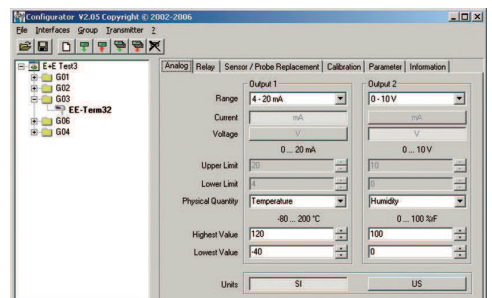 Configurator V2.05 Copyright © 2002-2006
File Interfaces Group Transmitter ?
E+E Test3
G01
G02
G03
EE-Term32
G06
G04
Analog Relay Sensor / Probe Replacement Calibration Parameter Information
Output 1 Output 2
Range 4 - 20 mA 0 - 10 V
Current mA mA
Voltage V V
0 ... 20 mA 0 ... 10 V
Upper Limit 20 10
Lower Limit 4 0
Physical Quantity Temperature Humidity
-80 ... 200 °C 0 ... 100 %rF
Highest Value 120 100
Lowest Value -40 0
Units SI US